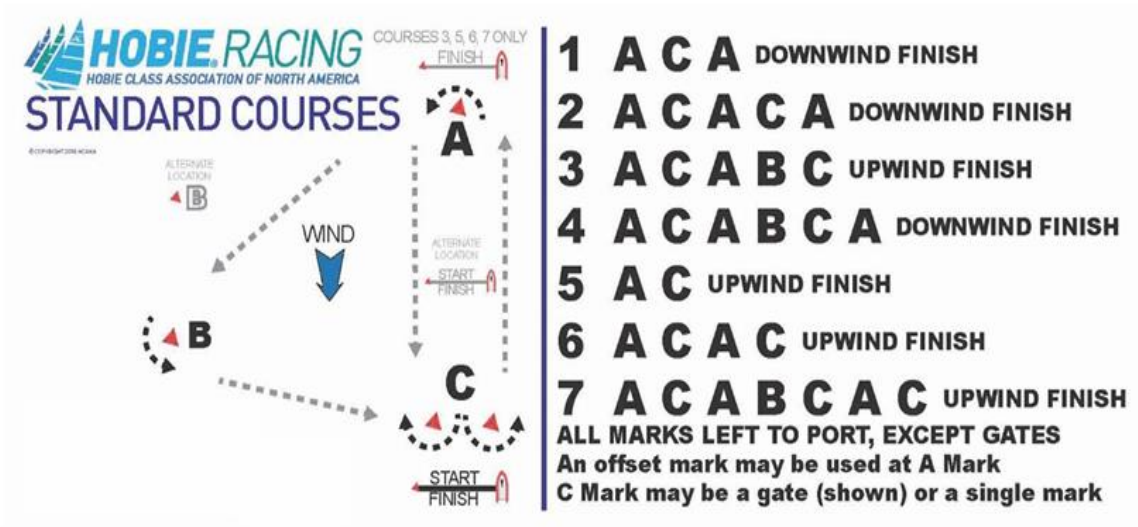 HOBIE. RACING
HOBIE CLASS ASSOCIATION OF NORTH AMERICA
STANDARD COURSES
COURSES 3, 5, 6, 7 ONLY
FINISH
A
ALTERNATE
LOCATION
B
WIND
ALTERNATE
LOCATION
START
FINISH
B
C
START
FINISH
1 A C A DOWNWIND FINISH
2 A C A C A DOWNWIND FINISH
3 A C A B C UPWIND FINISH
4 A C A B C A DOWNWIND FINISH
5 A C UPWIND FINISH
6 A C A C UPWIND FINISH
7 A C A B C A C UPWIND FINISH
ALL MARKS LEFT TO PORT, EXCEPT GATES
An offset mark may be used at A Mark
C Mark may be a gate (shown) or a single mark